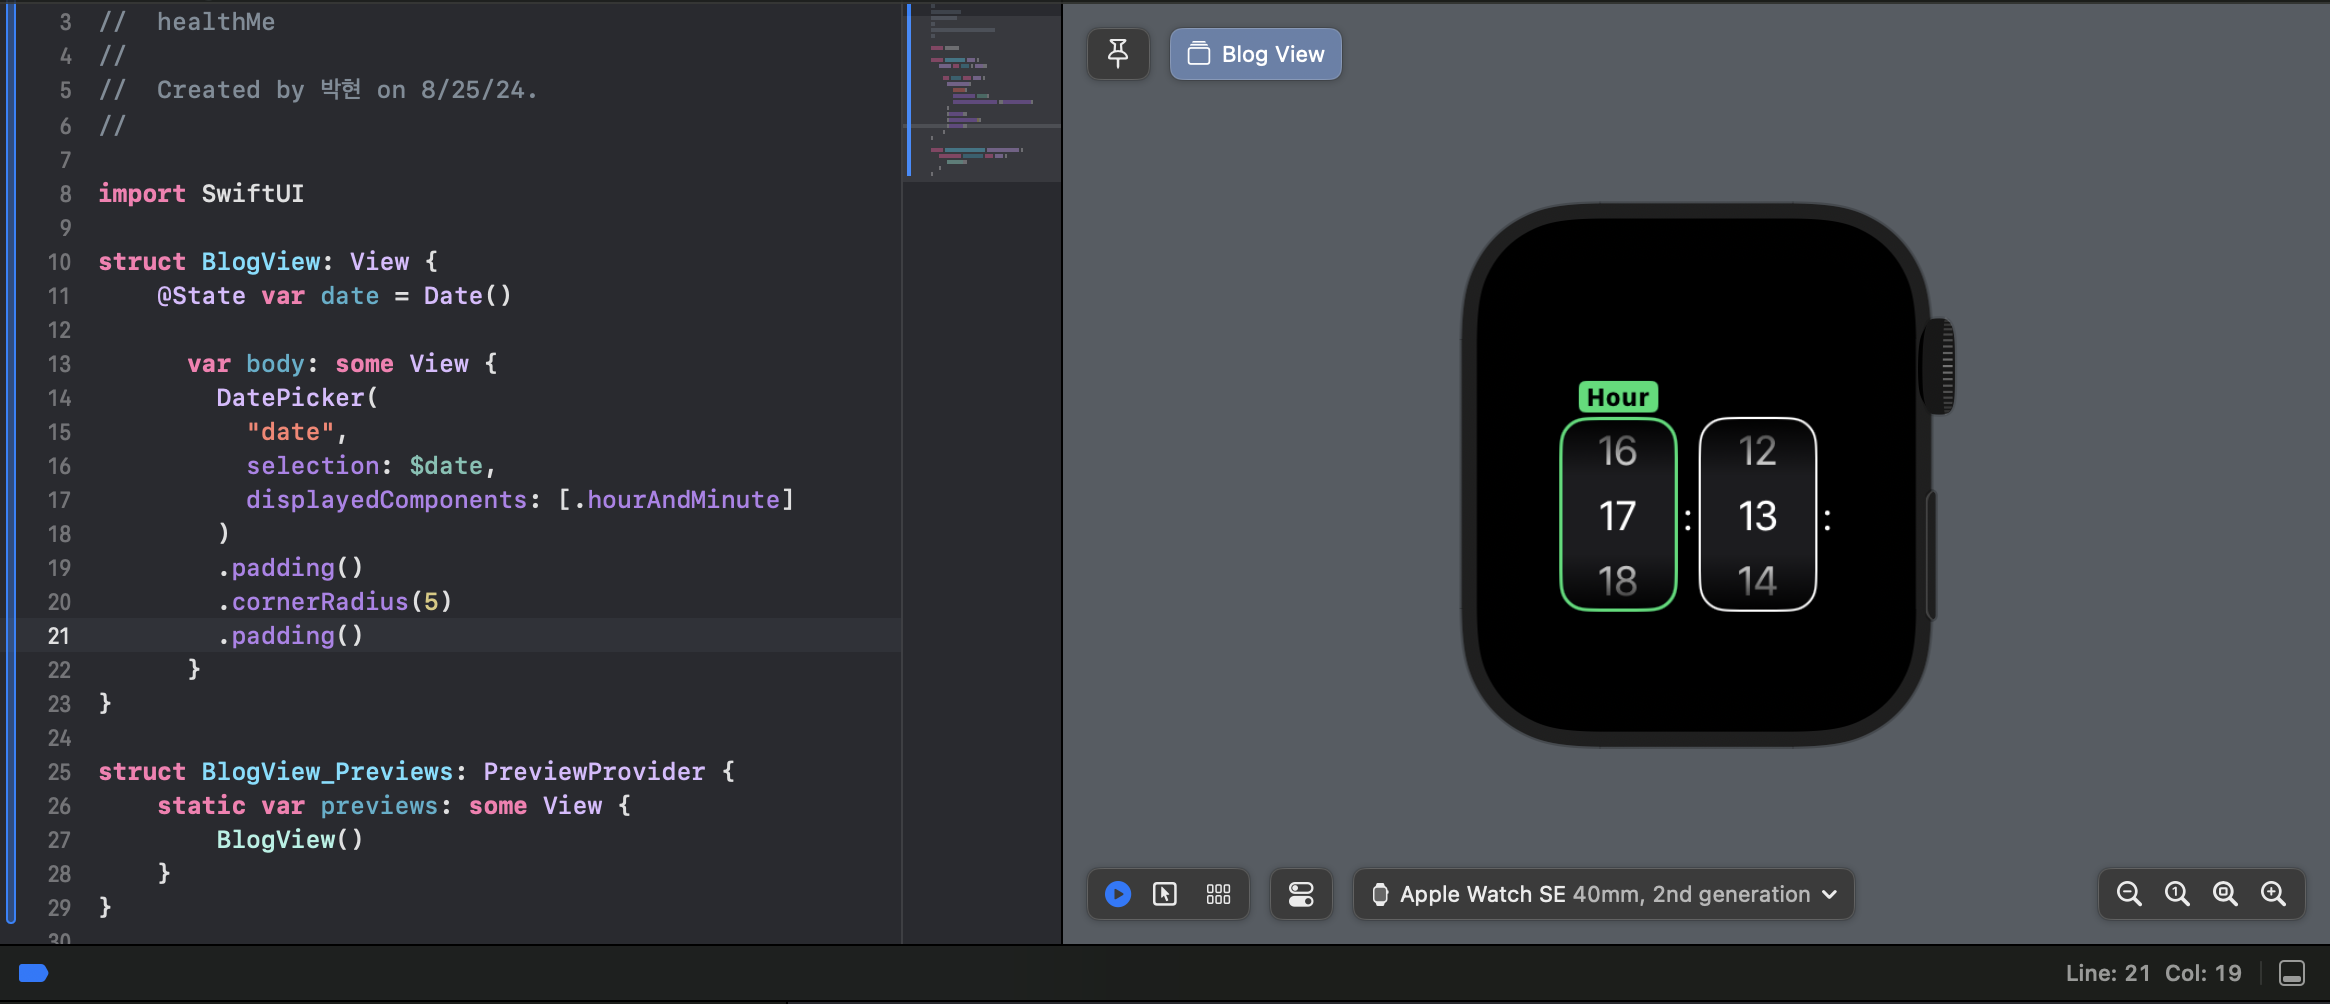 3 //  healthMe
4 //
5 //  Created by 박현 on 8/25/24.
6 //
7
8 import SwiftUI
9
10 struct BlogView: View {
11     @State var date = Date()
12
13       var body: some View {
14         DatePicker(
15           "date",
16           selection: $date,
17           displayedComponents: [.hourAndMinute]
18         )
19         .padding()
20         .cornerRadius(5)
21         .padding()
22       }
23 }
24
25 struct BlogView_Previews: PreviewProvider {
26     static var previews: some View {
27         BlogView()
28     }
29 }
30
Blog View
Hour
16 12
17 : 13 :
18 14
Apple Watch SE 40mm, 2nd generation
Line: 21 Col: 19